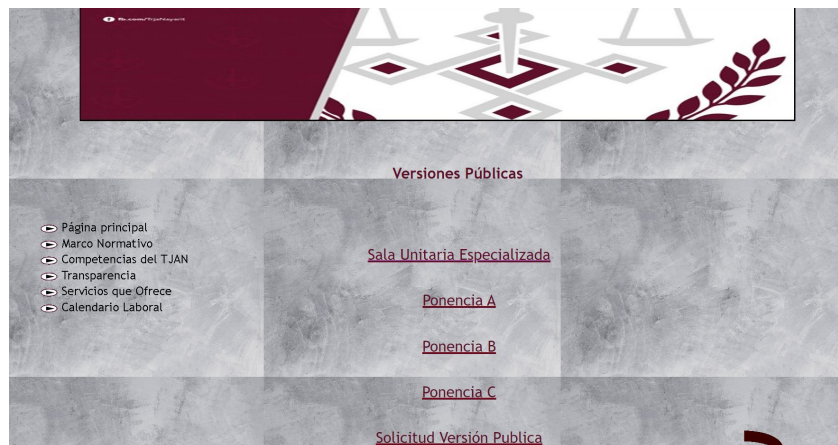 Versiones Públicas
Página principal
Marco Normativo
Competencias del TJAN
Transparencia
Servicios que Ofrece
Calendario Laboral
Sala Unitaria Especializada
Ponencia A
Ponencia B
Ponencia C
Solicitud Versión Publica